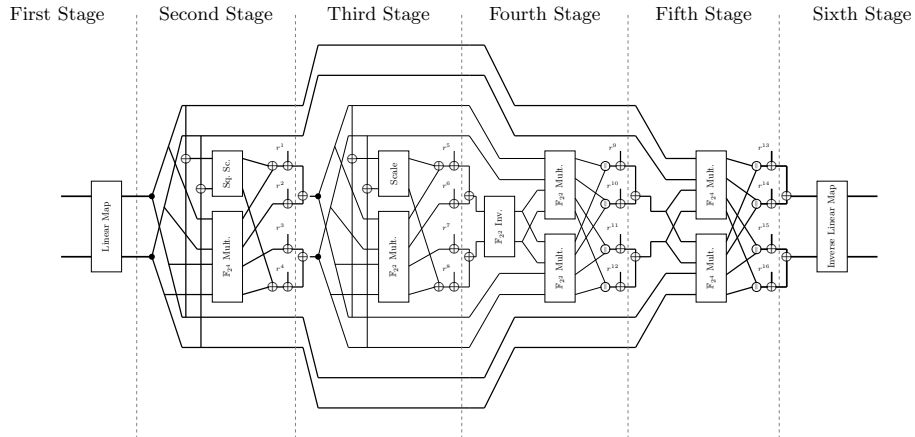 First Stage Second Stage Third Stage Fourth Stage Fifth Stage Sixth Stage
Linear Map
Sq. Sc.
𝔽₂⁴ Mult.
r¹
r²
r³
r⁴
Scale
𝔽₂² Mult.
r⁵
r⁶
r⁷
r⁸
𝔽₂² Inv.
𝔽₂² Mult.
𝔽₂² Mult.
r⁹
r¹⁰
r¹¹
r¹²
𝔽₂⁴ Mult.
𝔽₂⁴ Mult.
r¹³
r¹⁴
r¹⁵
r¹⁶
Inverse Linear Map